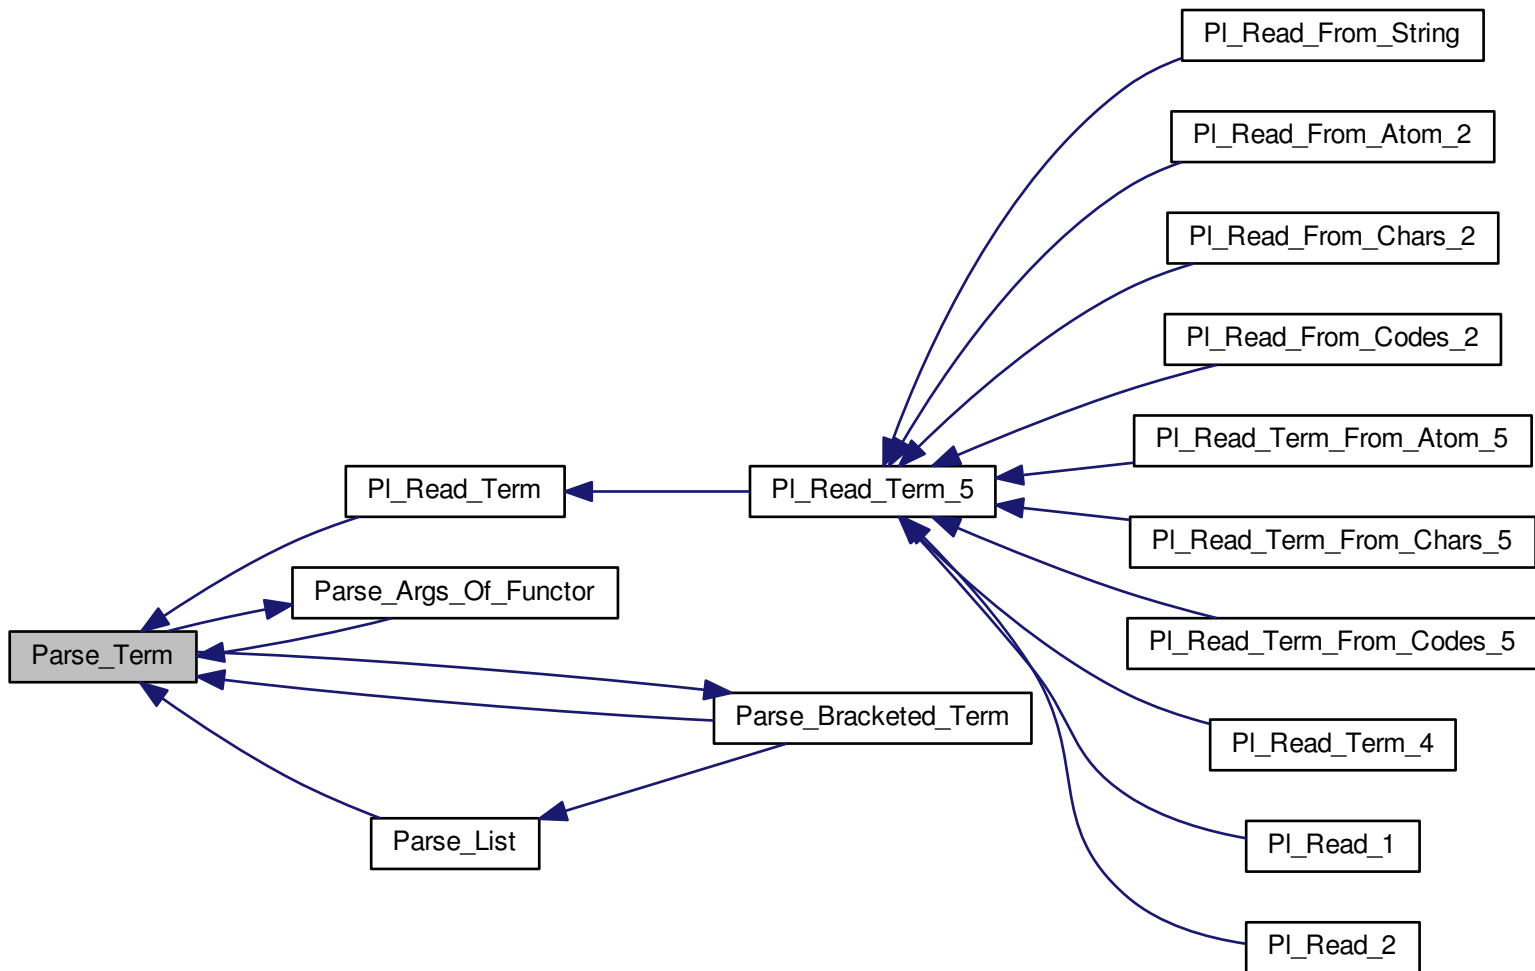 Pl_Read_From_String
Pl_Read_From_Atom_2
Pl_Read_From_Chars_2
Pl_Read_From_Codes_2
Pl_Read_Term_From_Atom_5
Pl_Read_Term
Pl_Read_Term_5
Pl_Read_Term_From_Chars_5
Parse_Args_Of_Functor
Pl_Read_Term_From_Codes_5
Parse_Term
Parse_Bracketed_Term
Pl_Read_Term_4
Parse_List
Pl_Read_1
Pl_Read_2